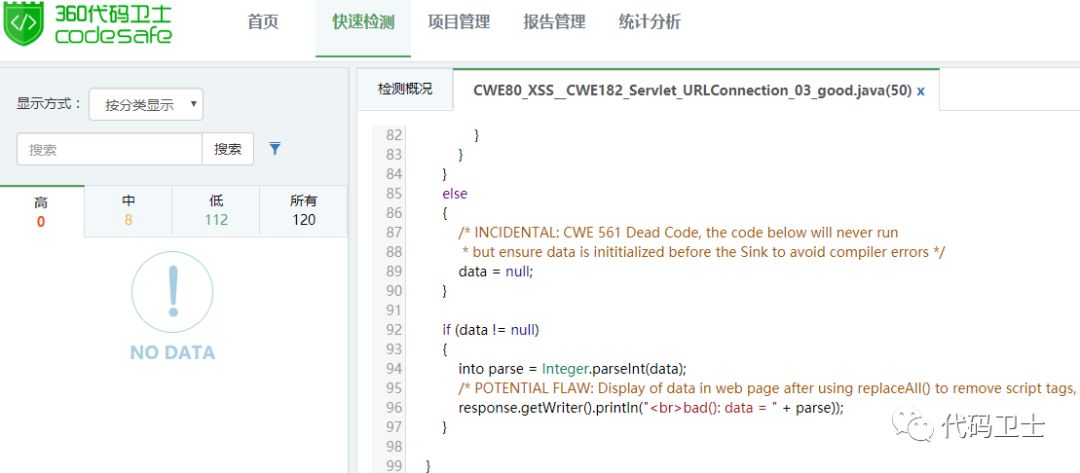 360代码卫士
codesafe
首页 快速检测 项目管理 报告管理 统计分析
显示方式： 按分类显示
搜索 搜索
高 中 低 所有
0 8 112 120
NO DATA
检测概况 CWE80_XSS__CWE182_Servlet_URLConnection_03_good.java(50) x
82 }
83 }
84 }
85 else
86 {
87 /* INCIDENTAL: CWE 561 Dead Code, the code below will never run
88 * but ensure data is inititialized before the Sink to avoid compiler errors */
89 data = null;
90 }
91
92 if (data != null)
93 {
94 into parse = Integer.parseInt(data);
95 /* POTENTIAL FLAW: Display of data in web page after using replaceAll() to remove script tags,
96 response.getWriter().println("<br>bad(): data = " + parse));
97 }
98
99 }
代码卫士